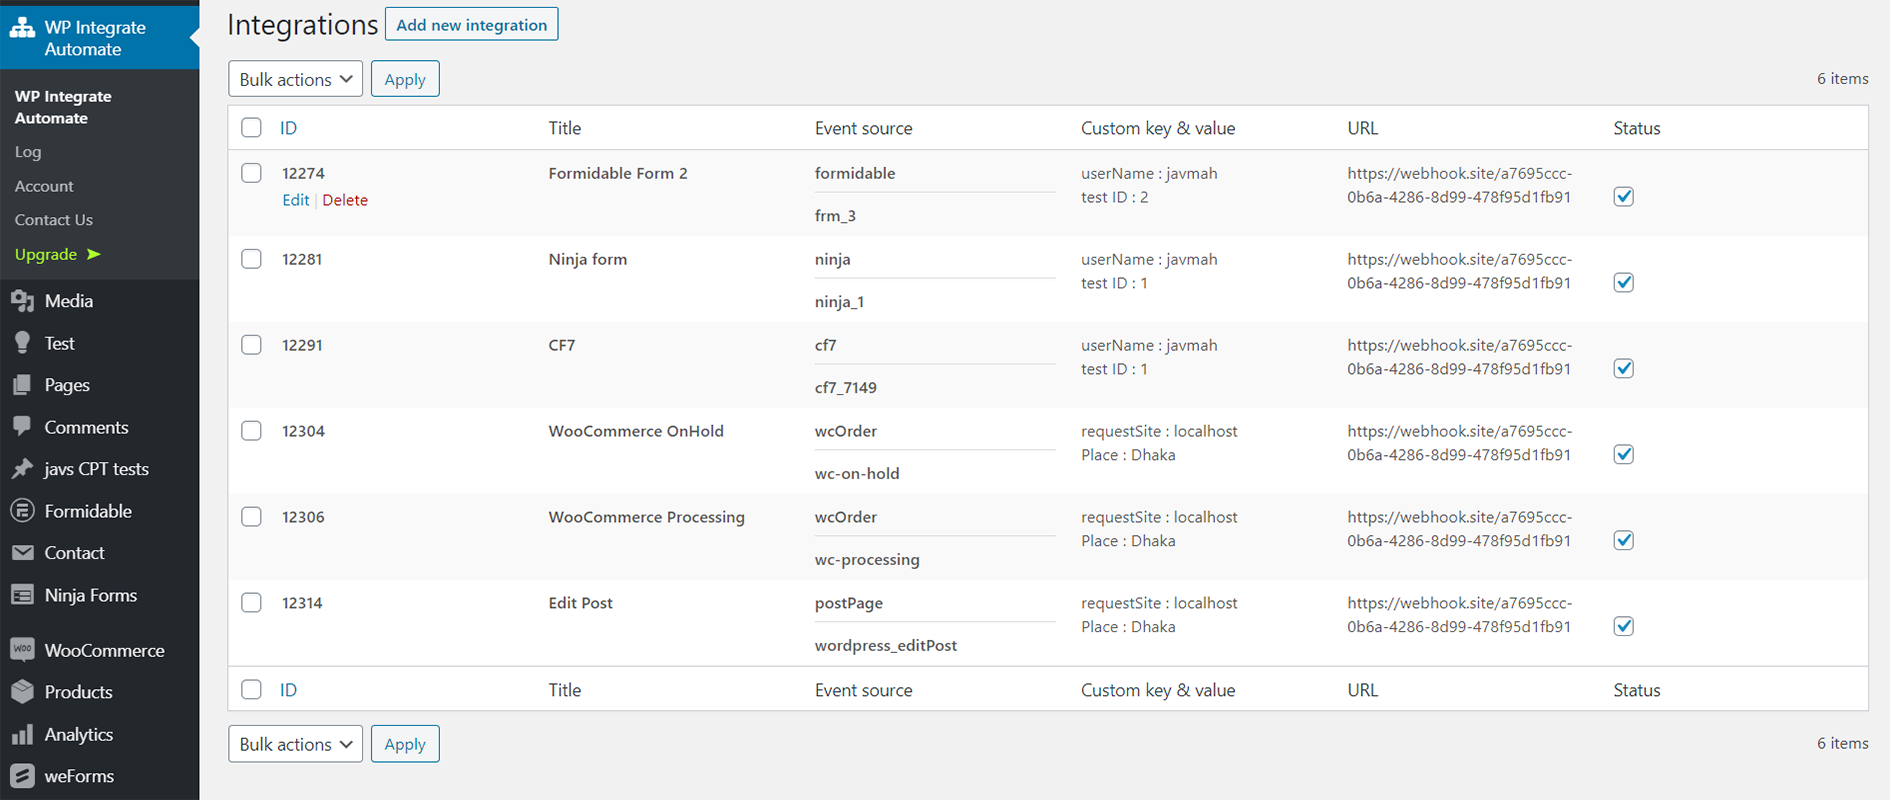 WP Integrate
Automate
WP Integrate
Automate
Log
Account
Contact Us
Upgrade ➤
Media
Test
Pages
Comments
javs CPT tests
Formidable
Contact
Ninja Forms
woo WooCommerce
Products
Analytics
weForms
Integrations Add new integration
Bulk actions Apply 6 items
ID Title Event source Custom key & value URL Status
12274 Formidable Form 2 formidable userName : javmah https://webhook.site/a7695ccc-
Edit | Delete frm_3 test ID : 2 0b6a-4286-8d99-478f95d1fb91
12281 Ninja form ninja userName : javmah https://webhook.site/a7695ccc-
ninja_1 test ID : 1 0b6a-4286-8d99-478f95d1fb91
12291 CF7 cf7 userName : javmah https://webhook.site/a7695ccc-
cf7_7149 test ID : 1 0b6a-4286-8d99-478f95d1fb91
12304 WooCommerce OnHold wcOrder requestSite : localhost https://webhook.site/a7695ccc-
wc-on-hold Place : Dhaka 0b6a-4286-8d99-478f95d1fb91
12306 WooCommerce Processing wcOrder requestSite : localhost https://webhook.site/a7695ccc-
wc-processing Place : Dhaka 0b6a-4286-8d99-478f95d1fb91
12314 Edit Post postPage requestSite : localhost https://webhook.site/a7695ccc-
wordpress_editPost Place : Dhaka 0b6a-4286-8d99-478f95d1fb91
ID Title Event source Custom key & value URL Status
Bulk actions Apply 6 items